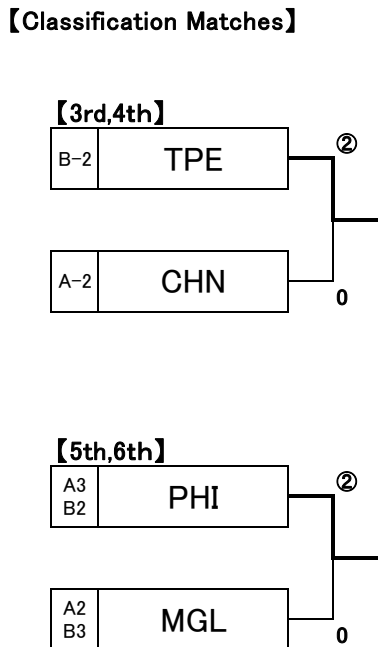 【Classification Matches】
【3rd,4th】
B-2 TPE ②
A-2 CHN 0
【5th,6th】
A3
B2 PHI ②
A2
B3 MGL 0